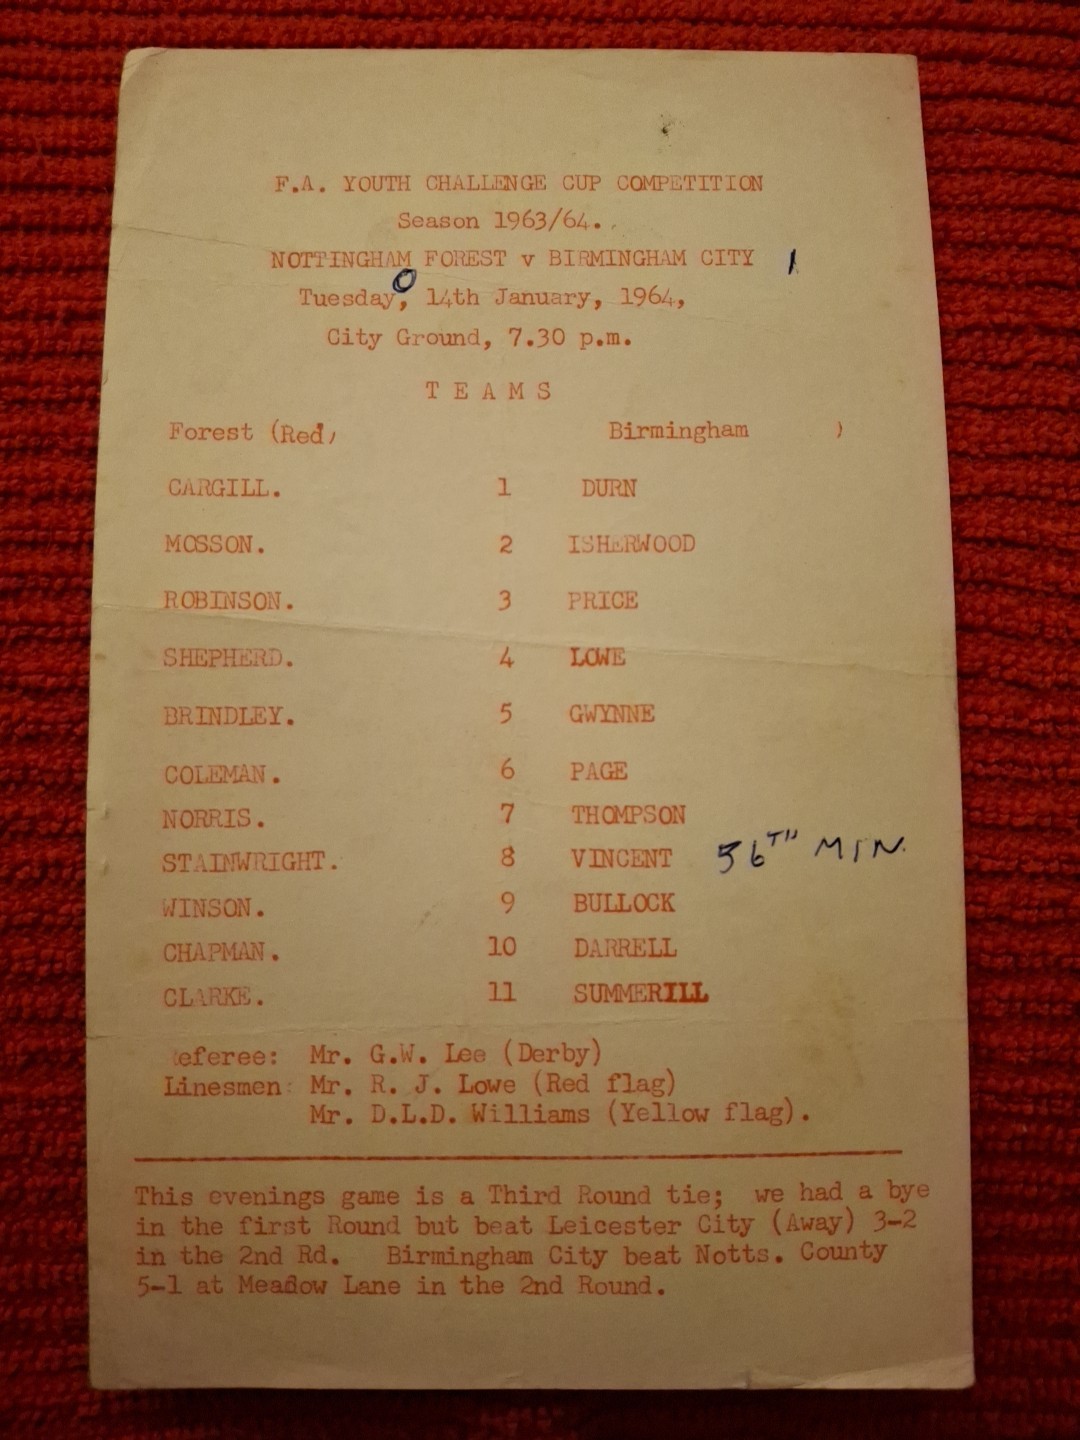 F.A. YOUTH CHALLENGE CUP COMPETITION
Season 1963/64.
NOTTINGHAM FOREST v BIRMINGHAM CITY 1
0
Tuesday, 14th January, 1964,
City Ground, 7.30 p.m.
T E A M S
Forest (Red) Birmingham )
CARGILL. 1 DURN
MOSSON. 2 ISHERWOOD
ROBINSON. 3 PRICE
SHEPHERD. 4 LOWE
BRINDLEY. 5 GWYNNE
COLEMAN. 6 PAGE
NORRIS. 7 THOMPSON
STAINWRIGHT. 8 VINCENT 56TH MIN.
WINSON. 9 BULLOCK
CHAPMAN. 10 DARRELL
CLARKE. 11 SUMMERILL
Referee: Mr. G.W. Lee (Derby)
Linesmen: Mr. R. J. Lowe (Red flag)
Mr. D.L.D. Williams (Yellow flag).
This evenings game is a Third Round tie; we had a bye
in the first Round but beat Leicester City (Away) 3-2
in the 2nd Rd. Birmingham City beat Notts. County
5-1 at Meadow Lane in the 2nd Round.